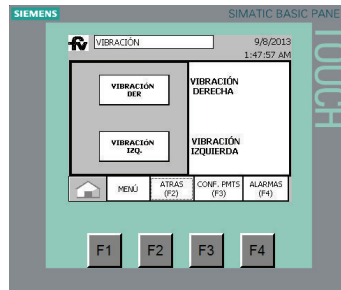 SIEMENS
SIMATIC BASIC PANE
TOUCH
VIBRACIÓN
9/8/2013
1:47:57 AM
VIBRACIÓN
DER
VIBRACIÓN
DERECHA
VIBRACIÓN
IZQ.
VIBRACIÓN
IZQUIERDA
MENÚ
ATRAS
(F2)
CONF. PMTS
(F3)
ALARMAS
(F4)
F1 F2 F3 F4